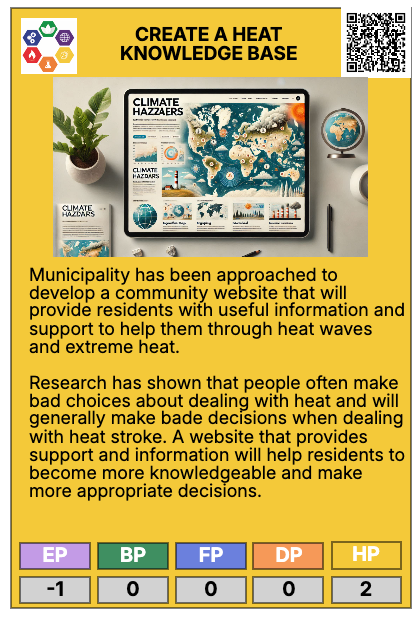 CREATE A HEAT
KNOWLEDGE BASE
CLIMATE
HAZZAERS
CLIMATE
HAZDARS
CLIMATE
HAZDARS
Municipality has been approached to
develop a community website that will
provide residents with useful information and
support to help them through heat waves
and extreme heat.
Research has shown that people often make
bad choices about dealing with heat and will
generally make bade decisions when dealing
with heat stroke. A website that provides
support and information will help residents to
become more knowledgeable and make
more appropriate decisions.
EP BP FP DP HP
-1 0 0 0 2